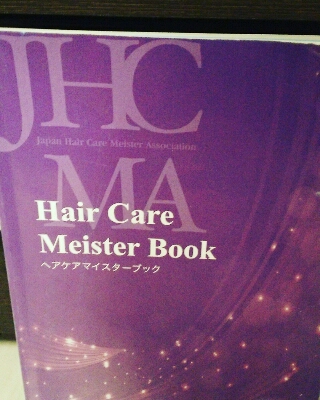 JHC
Japan Hair Care Meister Association
MA
Hair Care
Meister Book
ヘアケアマイスターブック